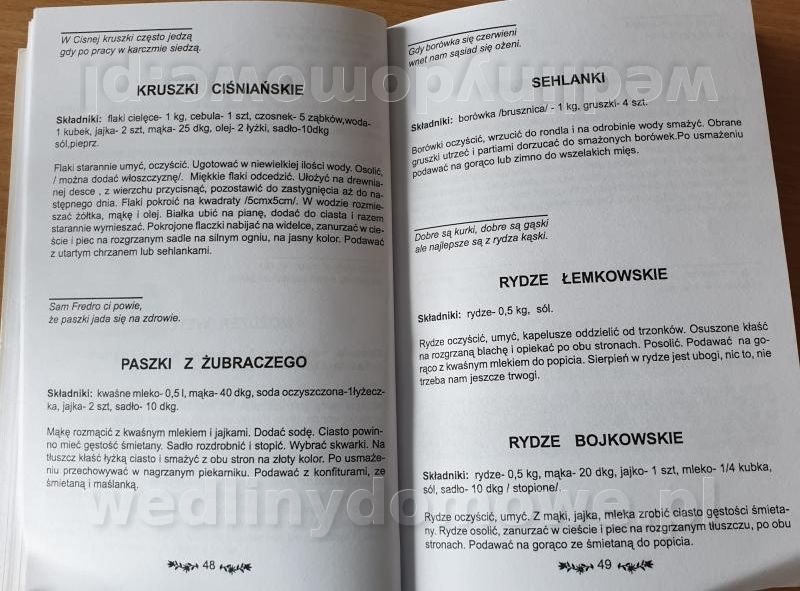 W Cisnej kruszki często jedzą
gdy po pracy w karczmie siedzą.
KRUSZKI CIŚNIAŃSKIE
Składniki: flaki cielęce- 1 kg, cebula- 1 szt, czosnek- 5 ząbków,woda-
1 kubek, jajka- 2 szt, mąka- 25 dkg, olej- 2 łyżki, sadło-10dkg
sól,pieprz.
Flaki starannie umyć, oczyścić. Ugotować w niewielkiej ilości wody. Osolić,
/ można dodać włoszczyznę/. Miękkie flaki odcedzić. Ułożyć na drewnia-
nej desce , z wierzchu przycisnąć, pozostawić do zastygnięcia aż do na-
stępnego dnia. Flaki pokroić na kwadraty /5cmx5cm/. W wodzie rozmie-
szać żółtka, mąkę i olej. Białka ubić na pianę, dodać do ciasta i razem
starannie wymieszać. Pokrojone flaczki nabijać na widelce, zanurzać w cie-
ście i piec na rozgrzanym sadle na silnym ogniu, na jasny kolor. Podawać
z utartym chrzanem lub sehlankami.
Sam Fredro ci powie,
że paszki jada się na zdrowie.
PASZKI Z ŻUBRACZEGO
Składniki: kwaśne mleko- 0,5 l, mąka- 40 dkg, soda oczyszczona-1łyżecz-
ka, jajka- 2 szt, sadło- 10 dkg.
Mąkę rozmącić z kwaśnym mlekiem i jajkami. Dodać sodę. Ciasto powin-
no mieć gęstość śmietany. Sadło rozdrobnić i stopić. Wybrać skwarki. Na
tłuszcz kłaść łyżką ciasto i smażyć z obu stron na złoty kolor. Po usmaże-
niu przechowywać w nagrzanym piekarniku. Podawać z konfiturami, ze
śmietaną i maślanką.
48
Gdy borówka się czerwieni
wnet nam sąsiad się ożeni.
SEHLANKI
Składniki: borówka /brusznica/ - 1 kg, gruszki- 4 szt.
Borówki oczyścić, wrzucić do rondla i na odrobinie wody smażyć. Obrane
gruszki utrzeć i partiami dorzucać do smażonych borówek.Po usmażeniu
podawać na gorąco lub zimno do wszelakich mięs.
Dobre są kurki, dobre są gąski
ale najlepsze są z rydza kąski.
RYDZE ŁEMKOWSKIE
Składniki: rydze- 0,5 kg, sól.
Rydze oczyścić, umyć, kapelusze oddzielić od trzonków. Osuszone kłaść
na rozgrzaną blachę i opiekać po obu stronach. Posolić. Podawać na go-
rąco z kwaśnym mlekiem do popicia. Sierpień w rydze jest ubogi, nic to, nie
trzeba nam jeszcze trwogi.
RYDZE BOJKOWSKIE
Składniki: rydze- 0,5 kg, mąka- 20 dkg, jajko- 1 szt, mleko- 1/4 kubka,
sól, sadło- 10 dkg / stopione/.
Rydze oczyścić, umyć. Z mąki, jajka, mleka zrobić ciasto gęstości śmieta-
ny. Rydze osolić, zanurzać w cieście i piec na rozgrzanym tłuszczu, po obu
stronach. Podawać na gorąco ze śmietaną do popicia.
49
wedlinydomowe.pl
wedlinydomowe.pl